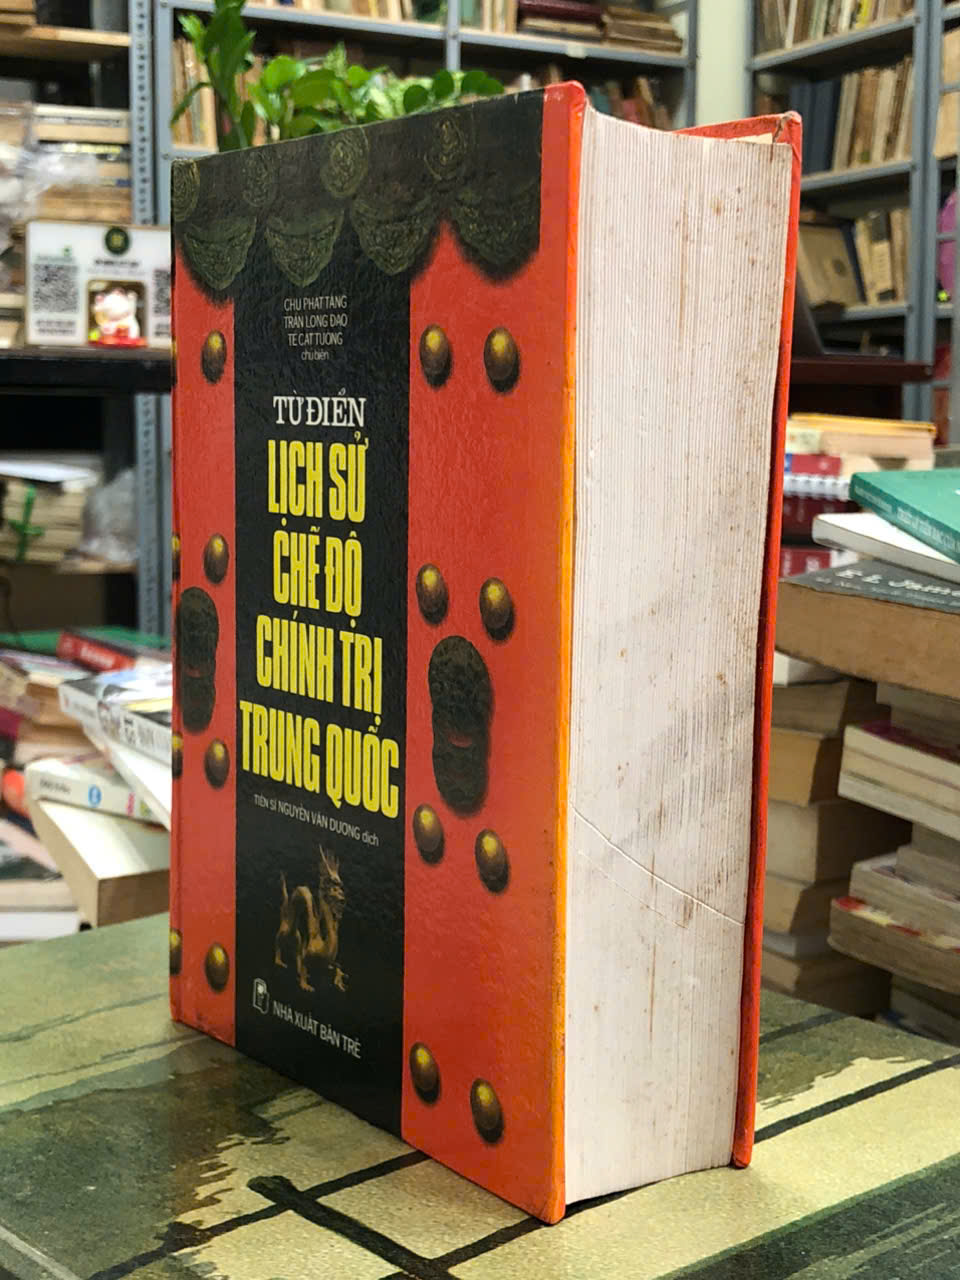 CHU PHÁT TĂNG
TRẦN LONG ĐÀO
TỀ CÁT TƯỜNG
chủ biên
TỪ ĐIỂN
LỊCH SỬ
CHẾ ĐỘ
CHÍNH TRỊ
TRUNG QUỐC
TIẾN SĨ NGUYỄN VĂN DƯƠNG dịch
NHÀ XUẤT BẢN TRẺ